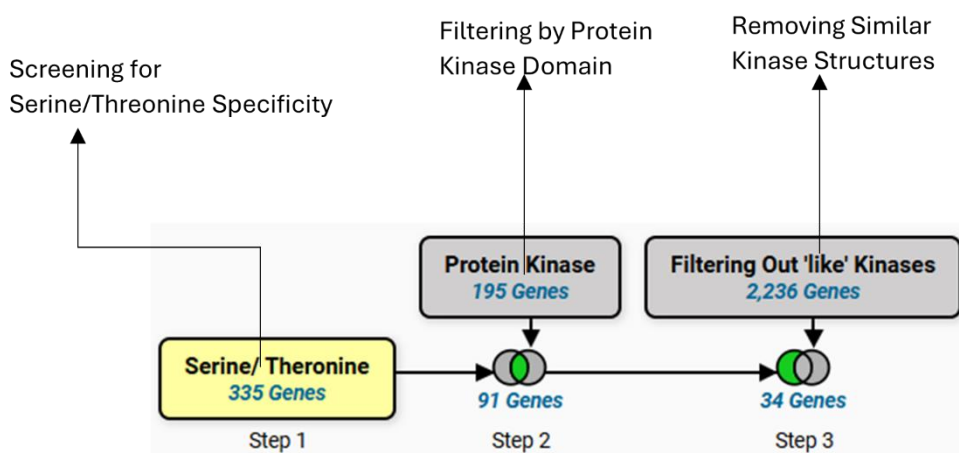 Screening for
Serine/Threonine Specificity
Filtering by Protein
Kinase Domain
Removing Similar
Kinase Structures
Protein Kinase
195 Genes
Filtering Out 'like' Kinases
2,236 Genes
Serine/ Theronine
335 Genes
91 Genes
34 Genes
Step 1
Step 2
Step 3